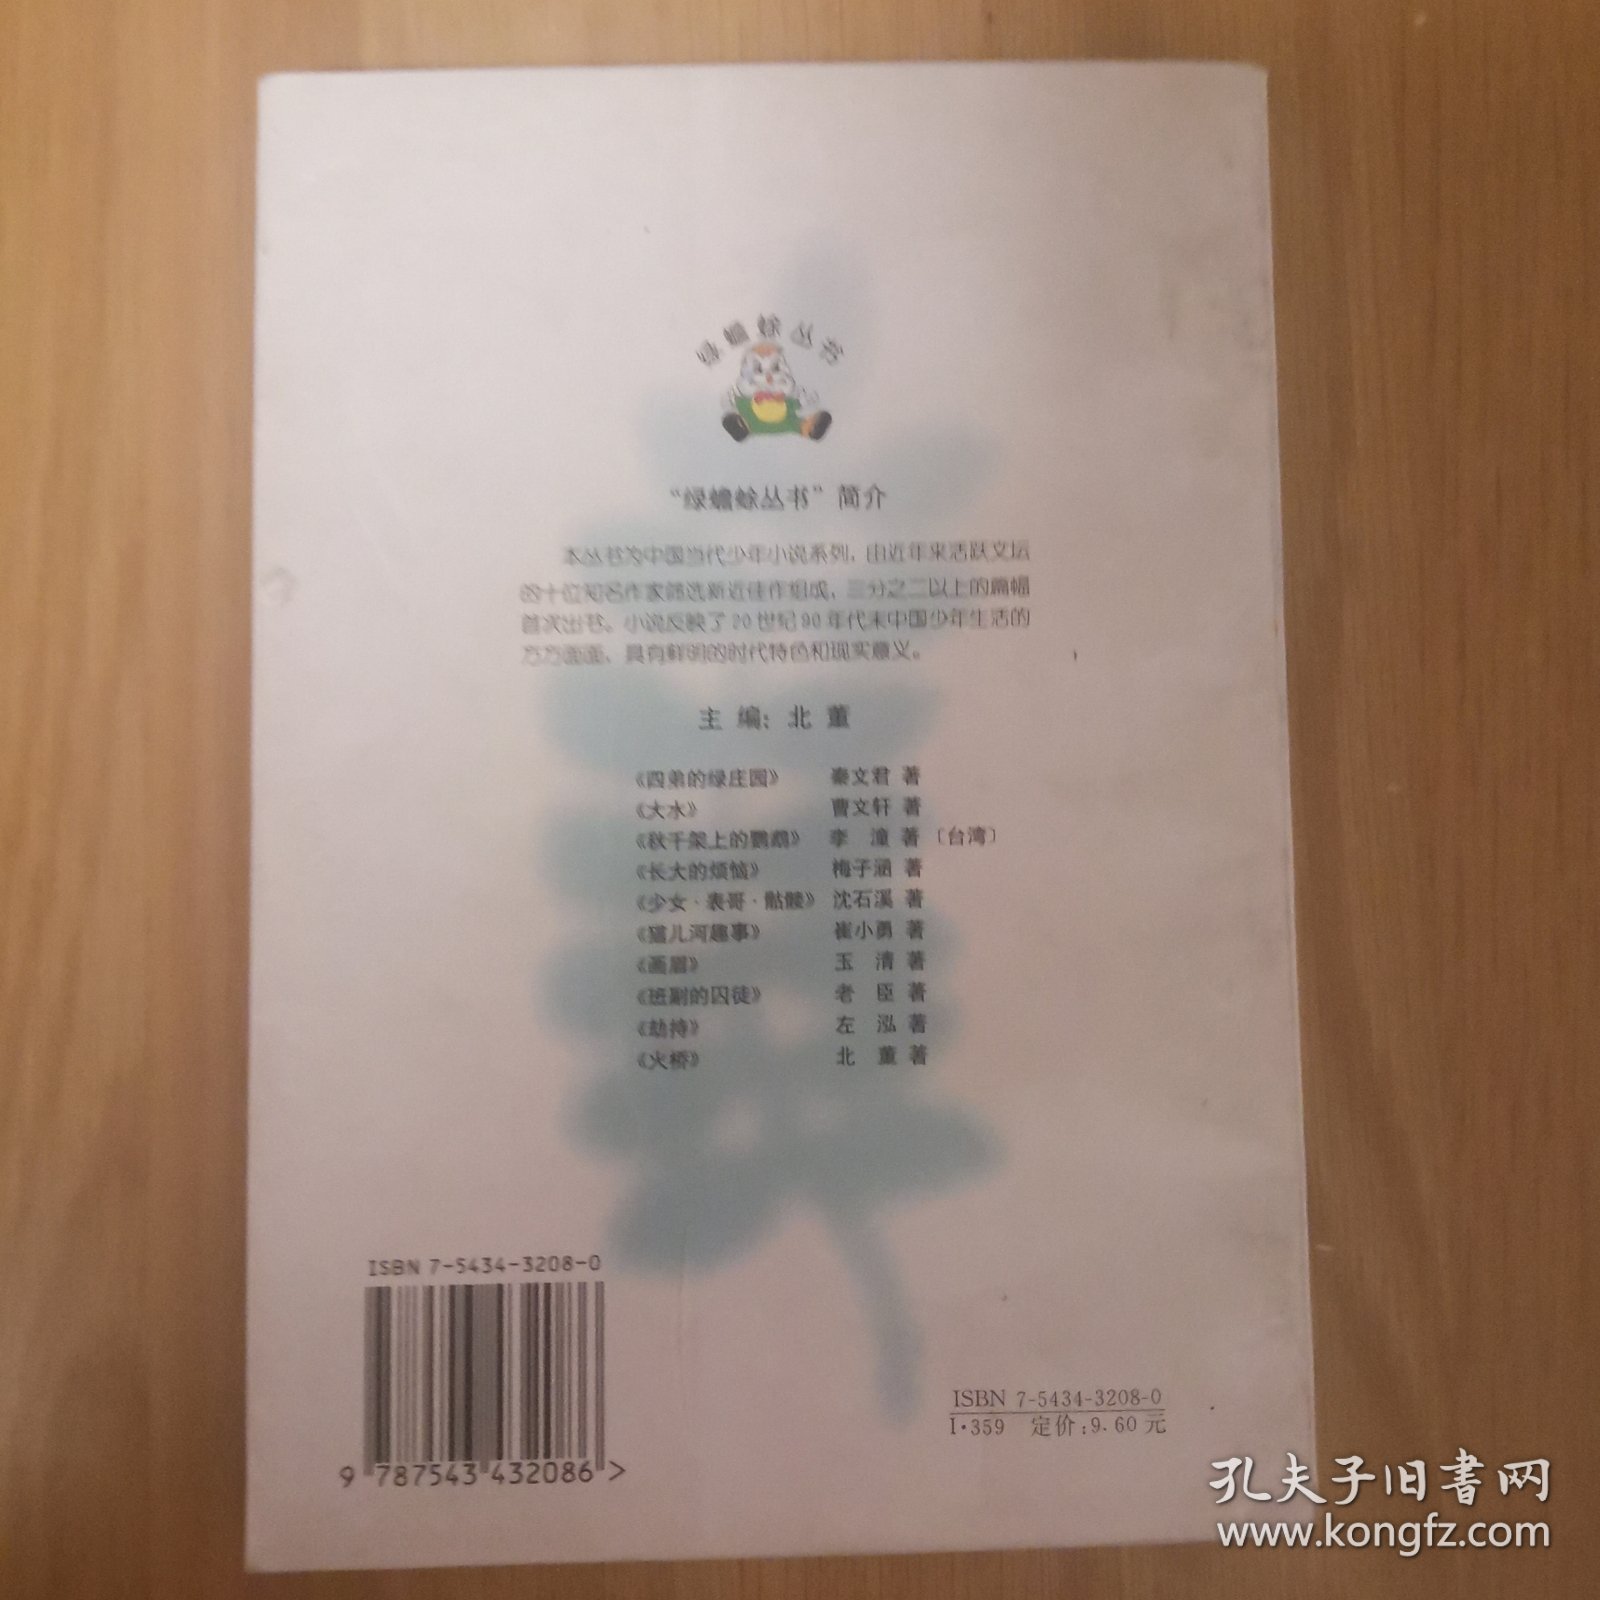 绿蟾蜍丛书
“绿蟾蜍丛书”简介
本丛书为中国当代少年小说系列，由近年来活跃文坛
的十位知名作家筛选新近佳作组成，三分之二以上的篇幅
首次出书。小说反映了20世纪90年代末中国少年生活的
方方面面、具有鲜明的时代特色和现实意义。
主 编：北 董
《四弟的绿庄园》 秦文君 著
《大水》 曹文轩 著
《秋千架上的鹦鹉》 李 潼 著〔台湾〕
《长大的烦恼》 梅子涵 著
《少女·表哥·骷髅》 沈石溪 著
《猫儿河趣事》 崔小勇 著
《画眉》 玉 清 著
《班副的囚徒》 老 臣 著
《劫持》 左 泓 著
《火桥》 北 董 著
ISBN 7-5434-3208-0
9 787543 432086 >
ISBN 7-5434-3208-0
I·359 定价:9.60元
孔夫子旧书网
www.kongfz.com